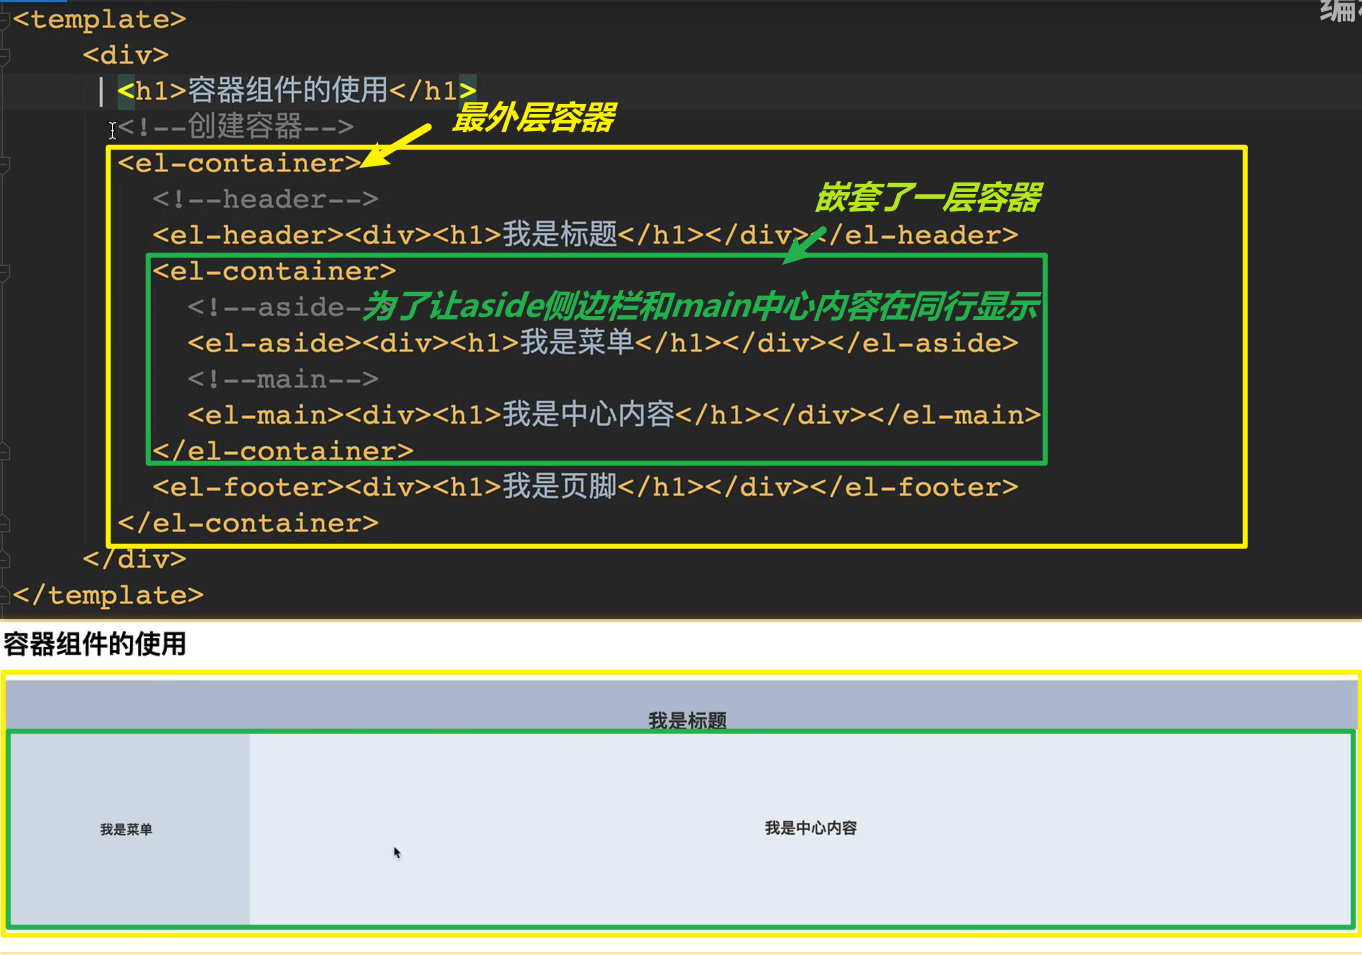 <template>
编
<div>
<h1>容器组件的使用</h1>
最外层容器
<!--创建容器-->
<el-container>
<!--header-->
嵌套了一层容器
<el-header><div><h1>我是标题</h1></div></el-header>
<el-container>
<!--aside-
为了让aside侧边栏和main中心内容在同行显示
<el-aside><div><h1>我是菜单</h1></div></el-aside>
<!--main-->
<el-main><div><h1>我是中心内容</h1></div></el-main>
</el-container>
<el-footer><div><h1>我是页脚</h1></div></el-footer>
</el-container>
</div>
</template>
容器组件的使用
我是标题
我是菜单
我是中心内容